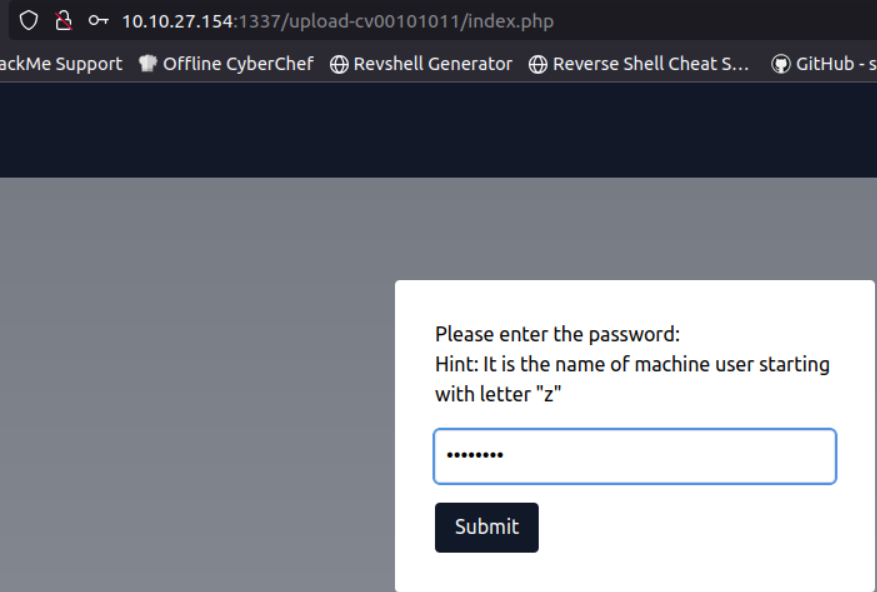 10.10.27.154:1337/upload-cv00101011/index.php
ackMe Support Offline CyberChef Revshell Generator Reverse Shell Cheat S... GitHub - s
Please enter the password:
Hint: It is the name of machine user starting
with letter "z"
••••••••
Submit